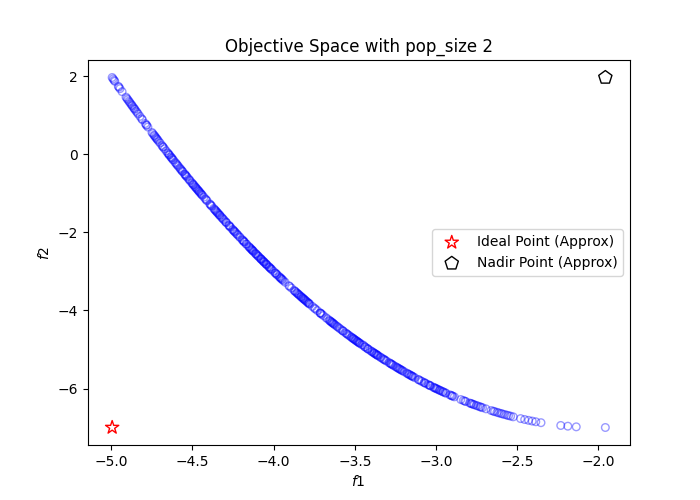 Objective Space with pop_size 2
2
0
−2
−4
−6
f2
Ideal Point (Approx)
Nadir Point (Approx)
−5.0 −4.5 −4.0 −3.5 −3.0 −2.5 −2.0
f1